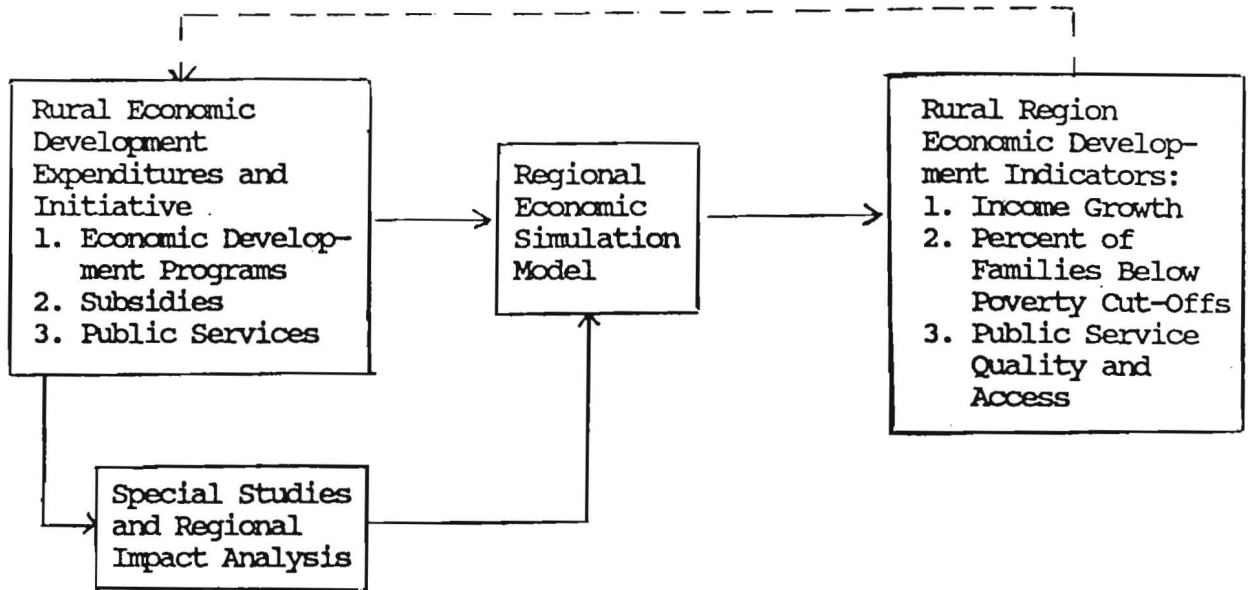 Rural Economic
Development
Expenditures and
Initiative
1. Economic Develop-
ment Programs
2. Subsidies
3. Public Services
Regional
Economic
Simulation
Model
Rural Region
Economic Develop-
ment Indicators:
1. Income Growth
2. Percent of
Families Below
Poverty Cut-Offs
3. Public Service
Quality and
Access
Special Studies
and Regional
Impact Analysis